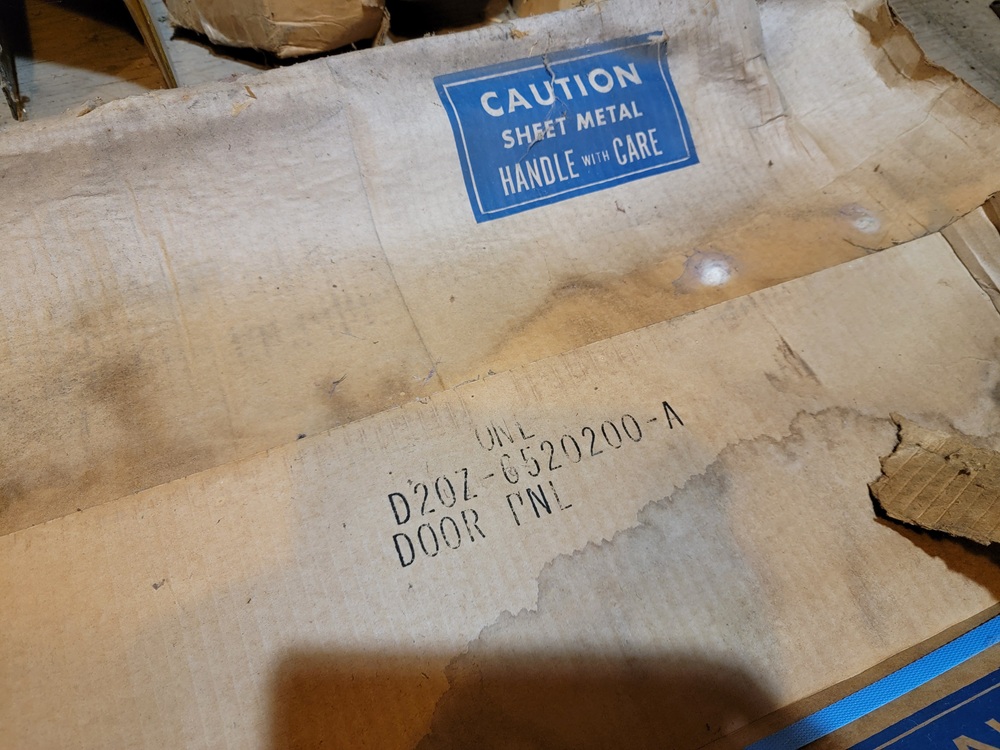 CAUTION
SHEET METAL
HANDLE WITH CARE
ONE
D2OZ-6520200-A
DOOR PNL